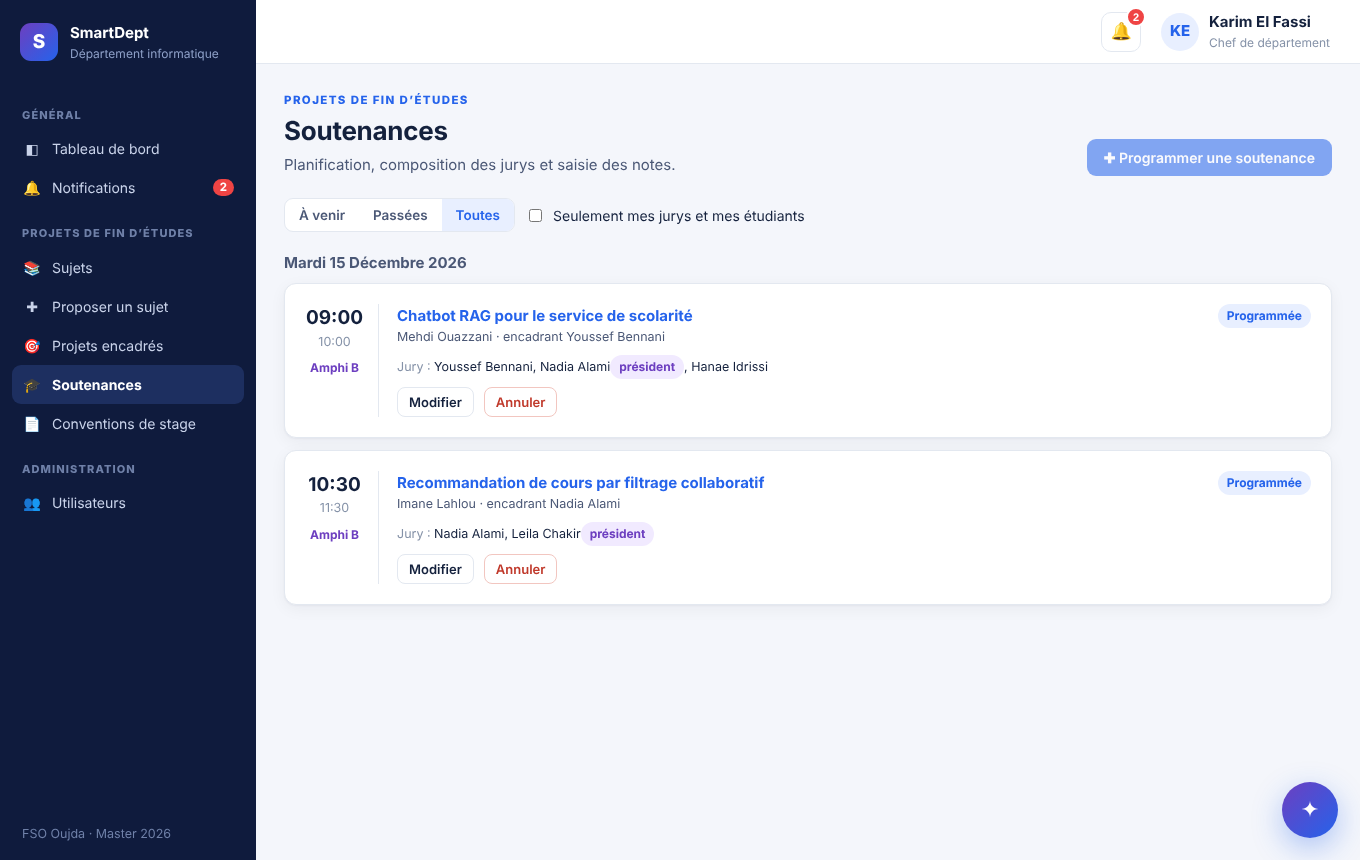 S
SmartDept
Département informatique
GÉNÉRAL
Tableau de bord
Notifications 2
PROJETS DE FIN D’ÉTUDES
Sujets
Proposer un sujet
Projets encadrés
Soutenances
Conventions de stage
ADMINISTRATION
Utilisateurs
FSO Oujda · Master 2026
2
KE
Karim El Fassi
Chef de département
PROJETS DE FIN D’ÉTUDES
Soutenances
Planification, composition des jurys et saisie des notes.
✚ Programmer une soutenance
À venir Passées Toutes Seulement mes jurys et mes étudiants
Mardi 15 Décembre 2026
09:00
10:00
Amphi B
Chatbot RAG pour le service de scolarité
Programmée
Mehdi Ouazzani · encadrant Youssef Bennani
Jury : Youssef Bennani, Nadia Alami président , Hanae Idrissi
Modifier Annuler
10:30
11:30
Amphi B
Recommandation de cours par filtrage collaboratif
Programmée
Imane Lahlou · encadrant Nadia Alami
Jury : Nadia Alami, Leila Chakir président
Modifier Annuler